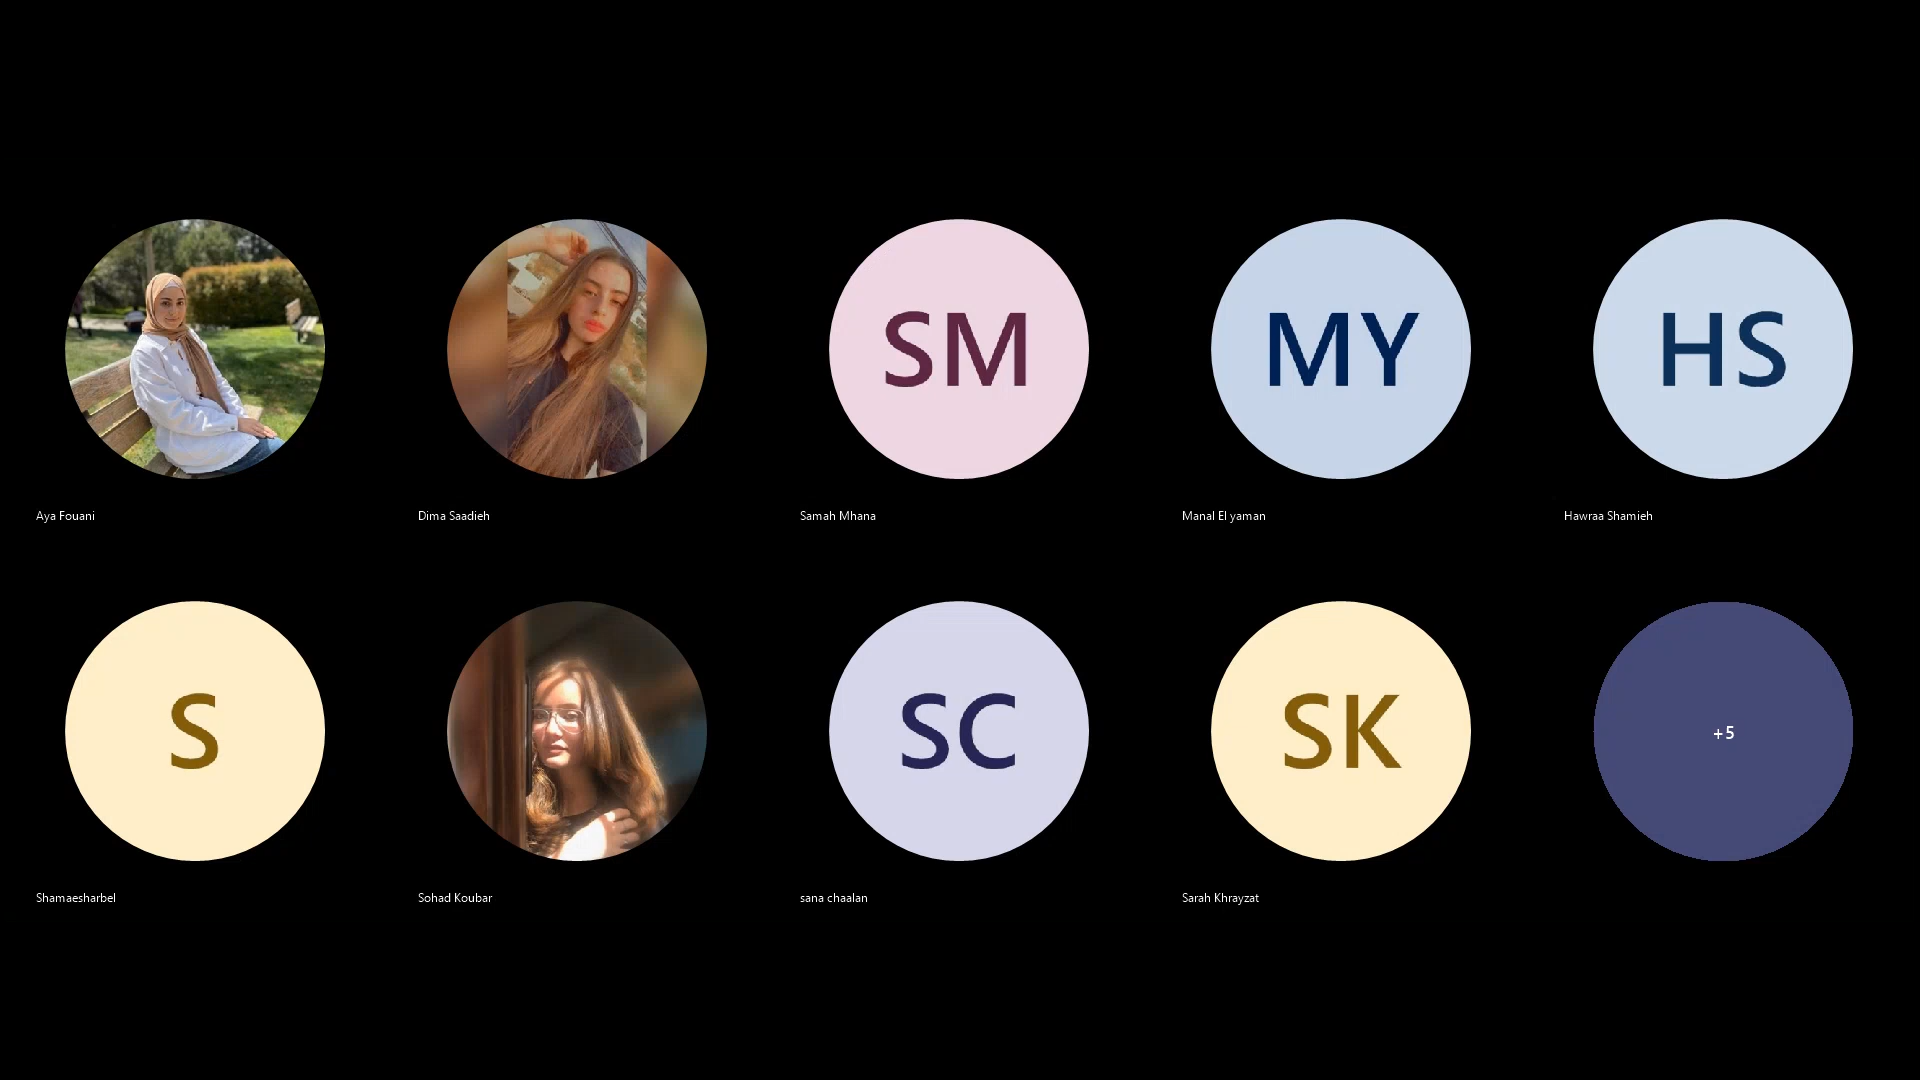 SM
MY
HS
Aya Fouani
Dima Saadieh
Samah Mhana
Manal El yaman
Hawraa Shamieh
S
SC
SK
+5
Shamaesharbel
Sohad Koubar
sana chaalan
Sarah Khrayzat